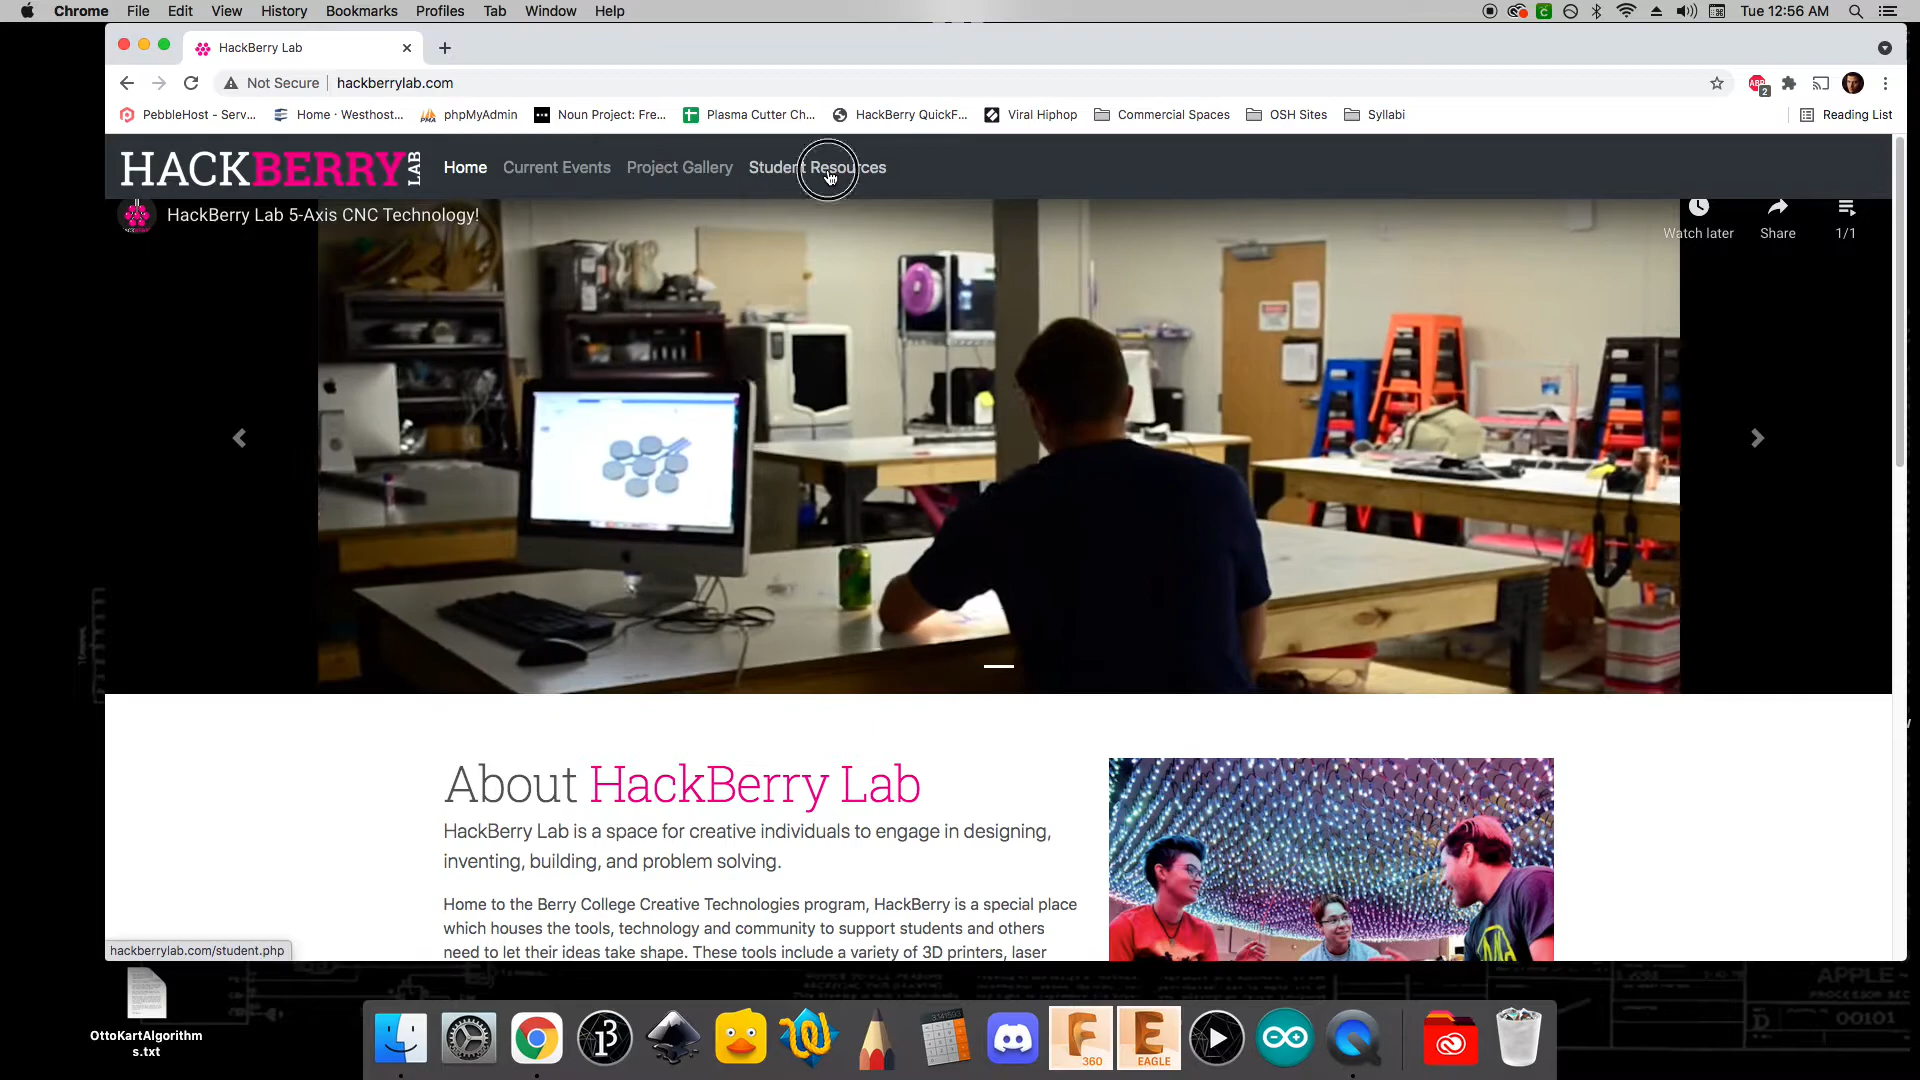 Chrome File Edit View History Bookmarks Profiles Tab Window Help
Tue 12:56 AM
HackBerry Lab
Not Secure hackberrylab.com
PebbleHost - Serv... Home · Westhost... phpMyAdmin Noun Project: Fre... Plasma Cutter Ch... HackBerry QuickF... Viral Hiphop Commercial Spaces OSH Sites Syllabi Reading List
HACKBERRY LAB Home Current Events Project Gallery Student Resources
HackBerry Lab 5-Axis CNC Technology!
Watch later Share 1/1
About HackBerry Lab
HackBerry Lab is a space for creative individuals to engage in designing,
inventing, building, and problem solving.
Home to the Berry College Creative Technologies program, HackBerry is a special place
which houses the tools, technology and community to support students and others
need to let their ideas take shape. These tools include a variety of 3D printers, laser
hackberrylab.com/student.php
OttoKartAlgorithm
s.txt
APPLE
00101
360
EAGLE